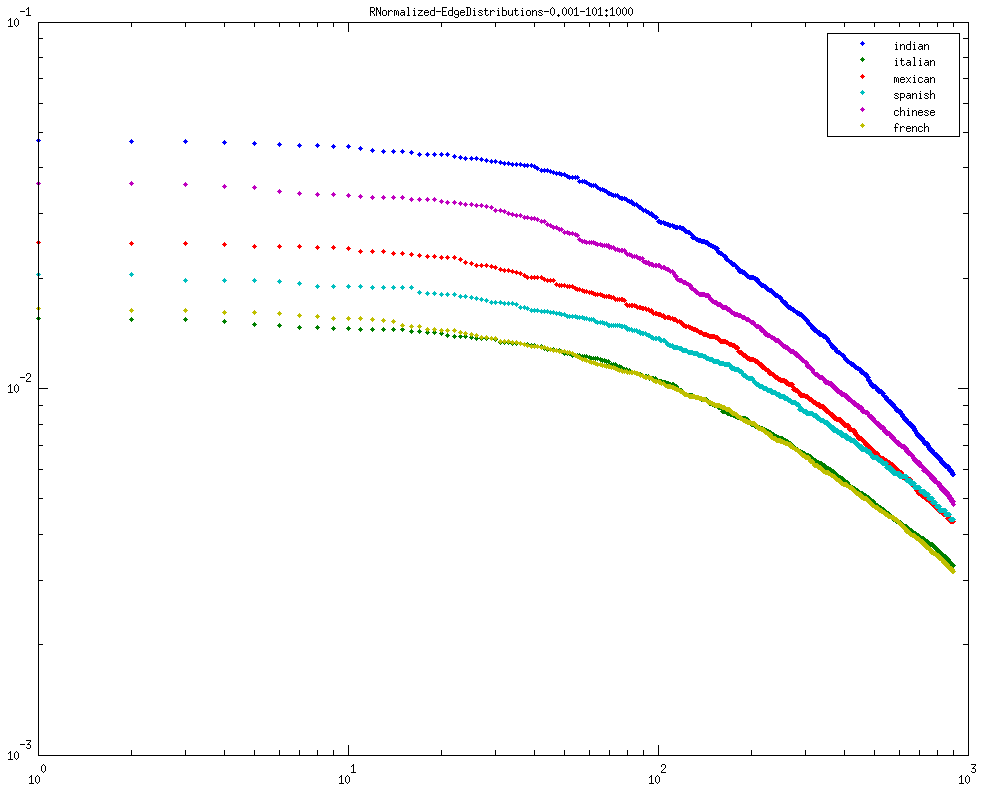 RNormalized-EdgeDistributions-0.001-101:1000
10^-1
indian
italian
mexican
spanish
chinese
french
10^-2
10^-3
10^0 10^1 10^2 10^3